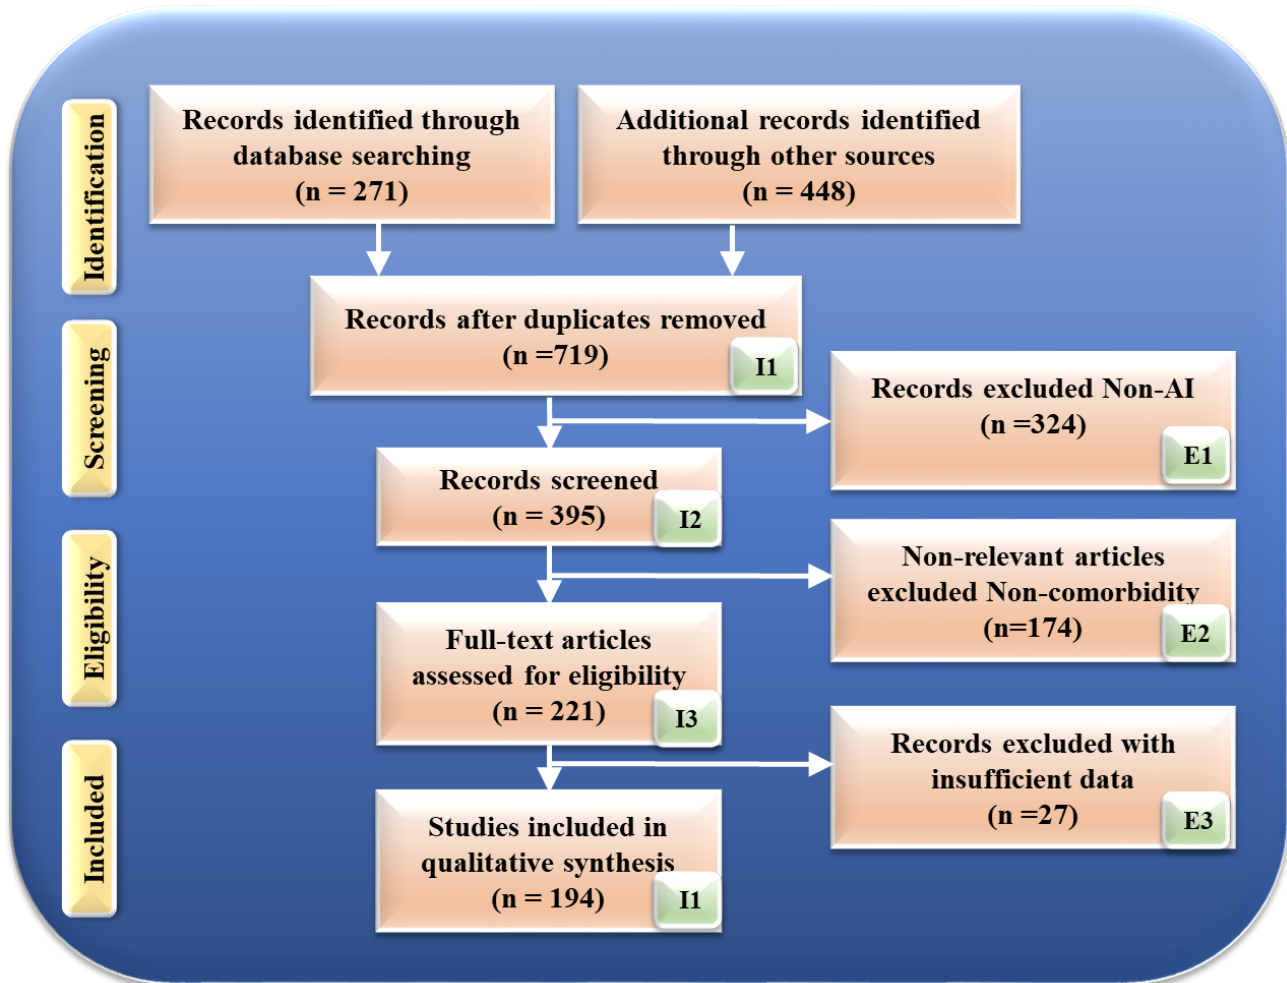 Identification
Records identified through
database searching
(n = 271)
Additional records identified
through other sources
(n = 448)
Records after duplicates removed
(n =719)
I1
Screening
Records excluded Non-AI
(n =324)
E1
Records screened
(n = 395)
I2
Eligibility
Non-relevant articles
excluded Non-comorbidity
(n=174)
E2
Full-text articles
assessed for eligibility
(n = 221)
I3
Records excluded with
insufficient data
(n =27)
E3
Included
Studies included in
qualitative synthesis
(n = 194)
I1